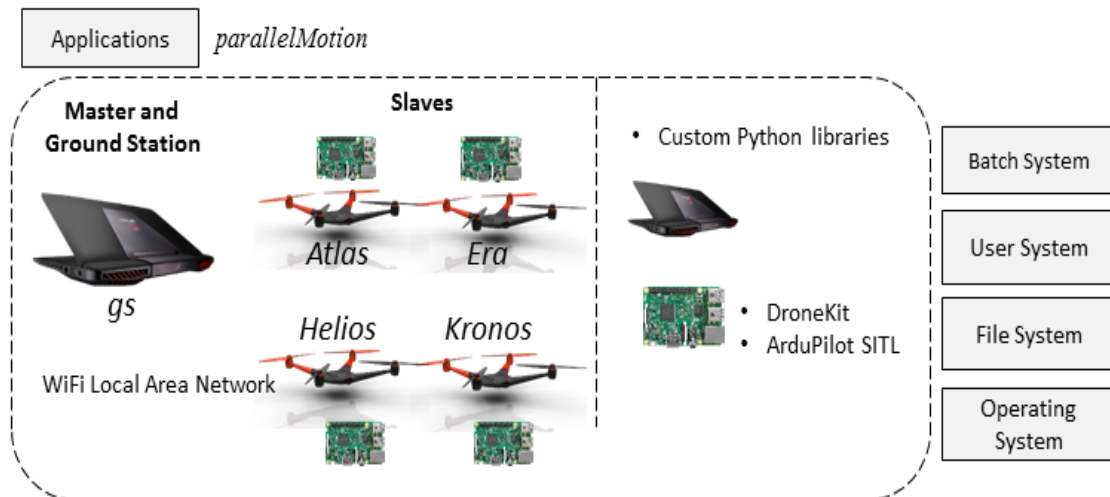 Applications
parallelMotion
Master and
Ground Station
Slaves
gs
Atlas
Era
Helios
Kronos
WiFi Local Area Network
• Custom Python libraries
• DroneKit
• ArduPilot SITL
Batch System
User System
File System
Operating
System